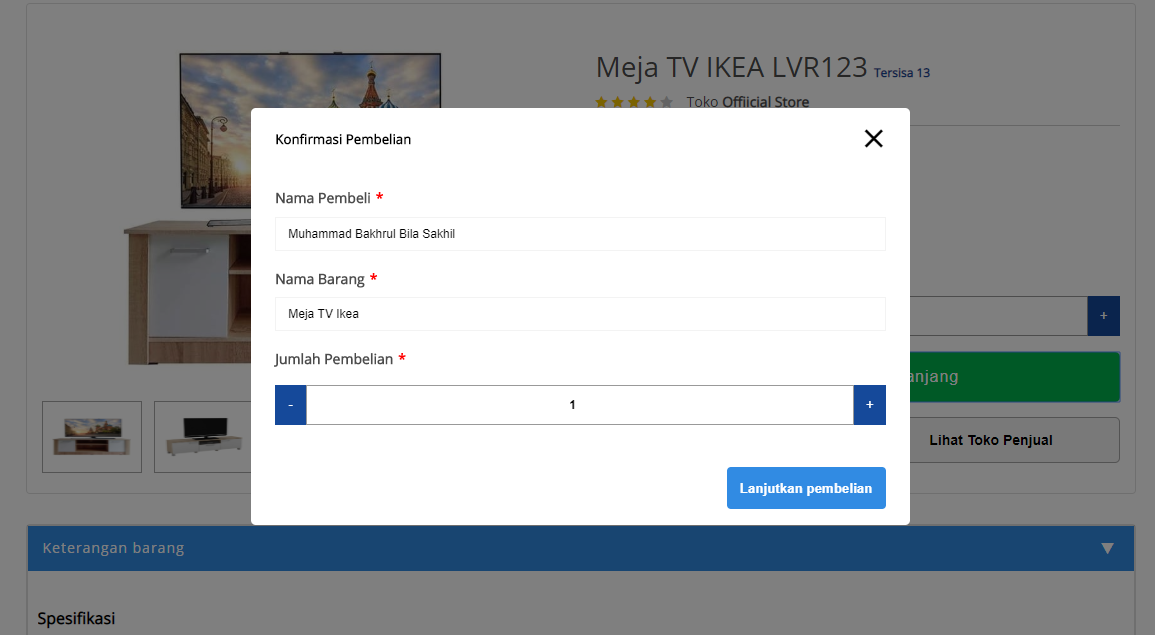 Meja TV IKEA LVR123 Tersisa 13
Toko Offiicial Store
Konfirmasi Pembelian
Nama Pembeli *
Muhammad Bakhrul Bila Sakhil
Nama Barang *
Meja TV Ikea
Jumlah Pembelian *
- 1 +
Lanjutkan pembelian
+
anjang
Lihat Toko Penjual
Keterangan barang
Spesifikasi